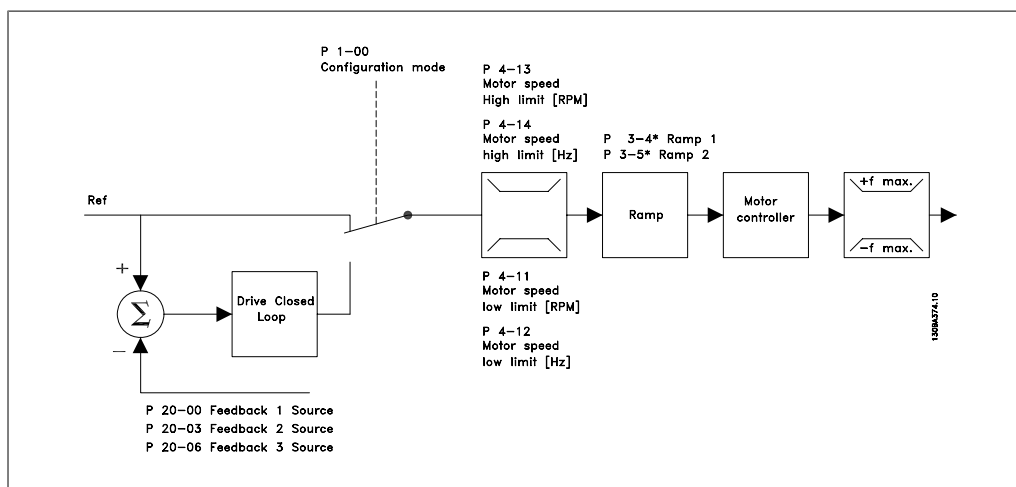 P 1-00
Configuration mode
P 4-13
Motor speed
High limit [RPM]
P 4-14
Motor speed
high limit [Hz]
P 3-4* Ramp 1
P 3-5* Ramp 2
Ref
+f max.
Ramp
Motor
controller
-f max.
+
Σ
Drive Closed
Loop
−
P 4-11
Motor speed
low limit [RPM]
P 4-12
Motor speed
low limit [Hz]
P 20-00 Feedback 1 Source
P 20-03 Feedback 2 Source
P 20-06 Feedback 3 Source
130BA374.10